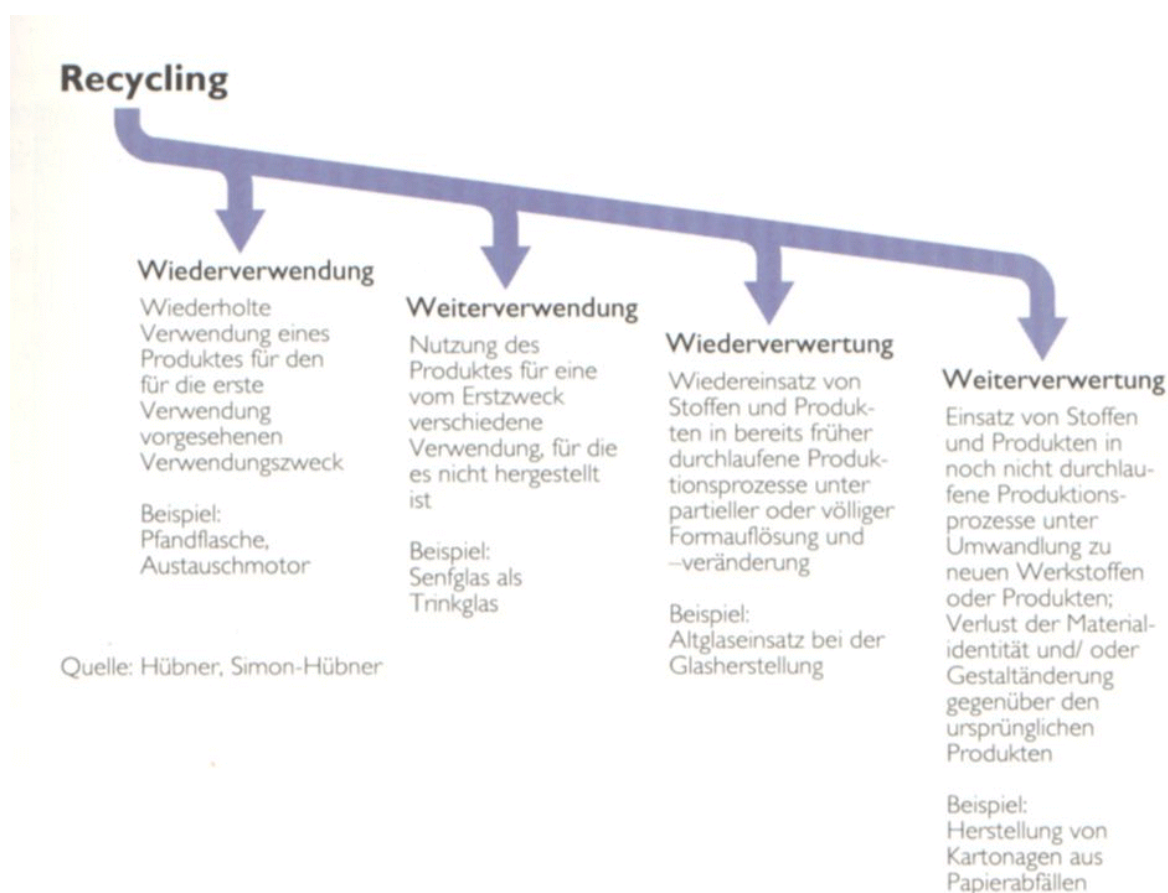 Recycling
Wiederverwendung
Wiederholte
Verwendung eines
Produktes für den
für die erste
Verwendung
vorgesehenen
Verwendungszweck
Beispiel:
Pfandflasche,
Austauschmotor
Weiterverwendung
Nutzung des
Produktes für eine
vom Erstzweck
verschiedene
Verwendung, für die
es nicht hergestellt
ist
Beispiel:
Senfglas als
Trinkglas
Wiederverwertung
Wiedereinsatz von
Stoffen und Produk-
ten in bereits früher
durchlaufene Produk-
tionsprozesse unter
partieller oder völliger
Formauflösung und
–veränderung
Beispiel:
Altglaseinsatz bei der
Glasherstellung
Weiterverwertung
Einsatz von Stoffen
und Produkten in
noch nicht durchlau-
fene Produktions-
prozesse unter
Umwandlung zu
neuen Werkstoffen
oder Produkten;
Verlust der Material-
identität und/ oder
Gestaltänderung
gegenüber den
ursprünglichen
Produkten
Beispiel:
Herstellung von
Kartonagen aus
Papierabfällen
Quelle: Hübner, Simon-Hübner